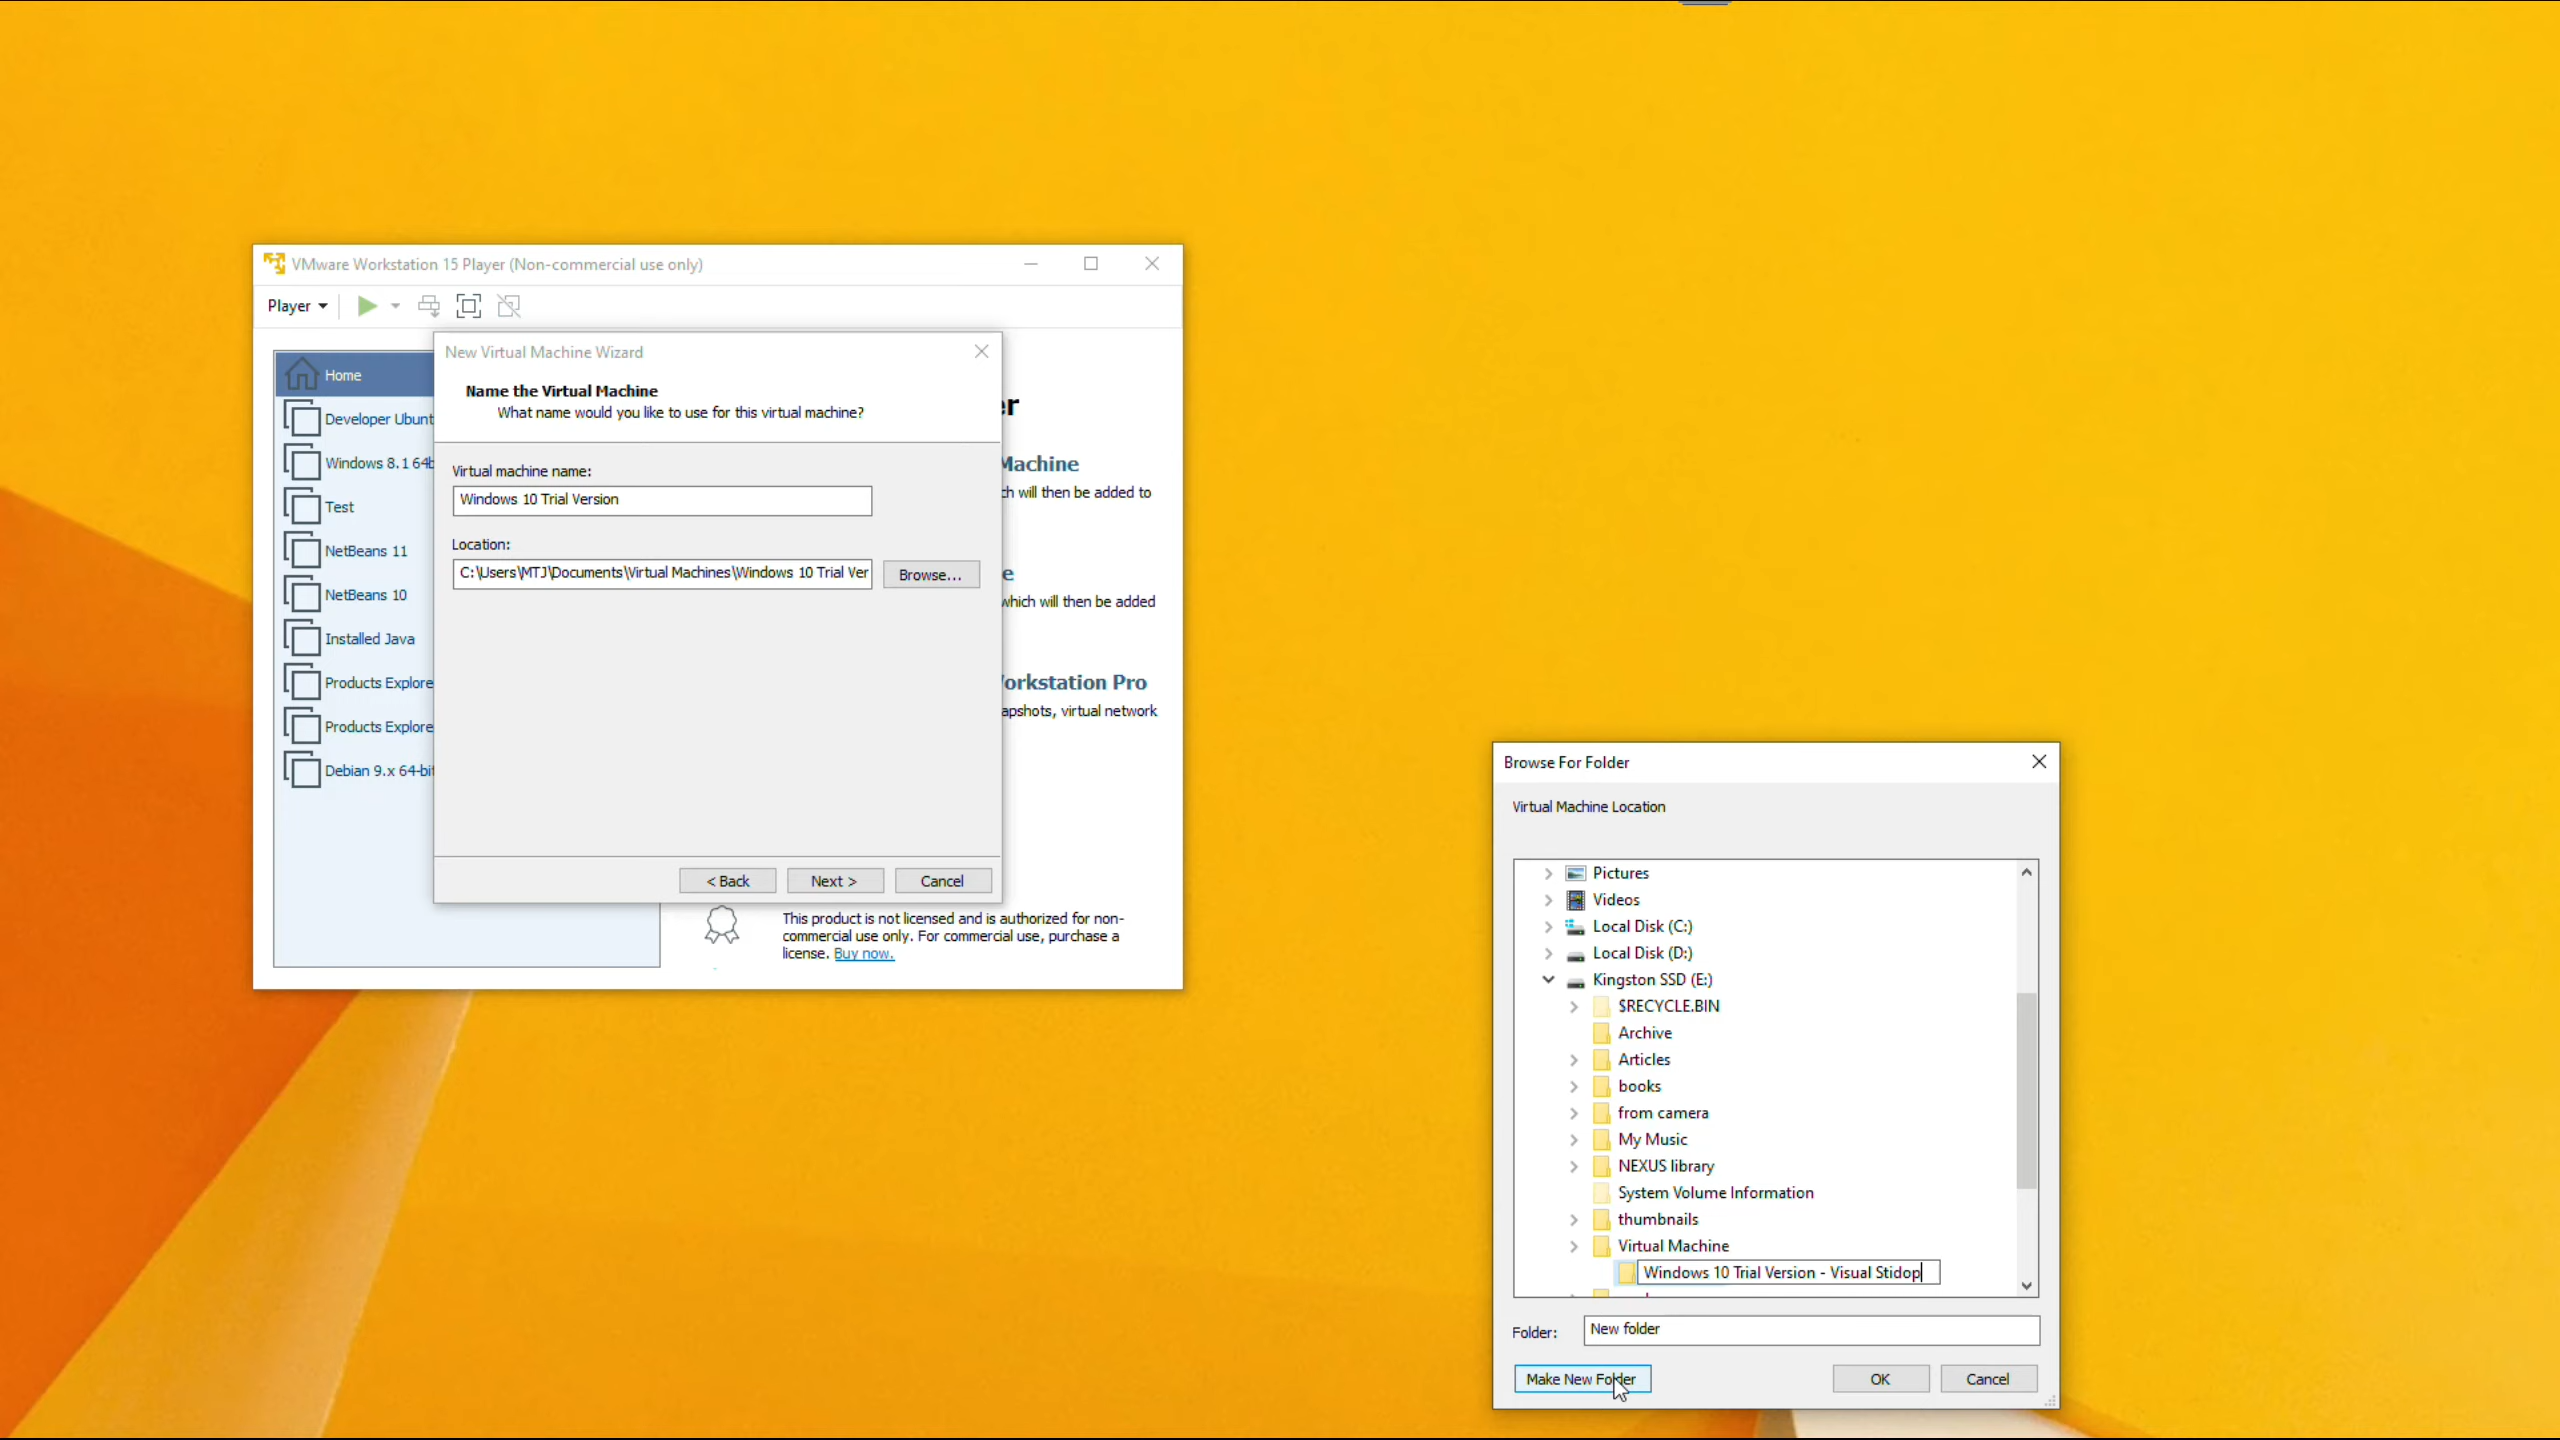 VMware Workstation 15 Player (Non-commercial use only)
Player
Home
Developer Ubunt
Windows 8.1 64b
Test
NetBeans 11
NetBeans 10
Installed Java
Products Explore
Products Explore
Debian 9.x 64-bit
New Virtual Machine Wizard
Name the Virtual Machine
What name would you like to use for this virtual machine?
Virtual machine name:
Windows 10 Trial Version
Location:
C:\Users\MTJ\Documents\Virtual Machines\Windows 10 Trial Ver
Browse...
< Back
Next >
Cancel
er
Machine
ch will then be added to
e
which will then be added
Workstation Pro
apshots, virtual network
This product is not licensed and is authorized for non-
commercial use only. For commercial use, purchase a
license. Buy now.
Browse For Folder
Virtual Machine Location
Pictures
Videos
Local Disk (C:)
Local Disk (D:)
Kingston SSD (E:)
$RECYCLE.BIN
Archive
Articles
books
from camera
My Music
NEXUS library
System Volume Information
thumbnails
Virtual Machine
Windows 10 Trial Version - Visual Stidop
Folder:
New folder
Make New Folder
OK
Cancel